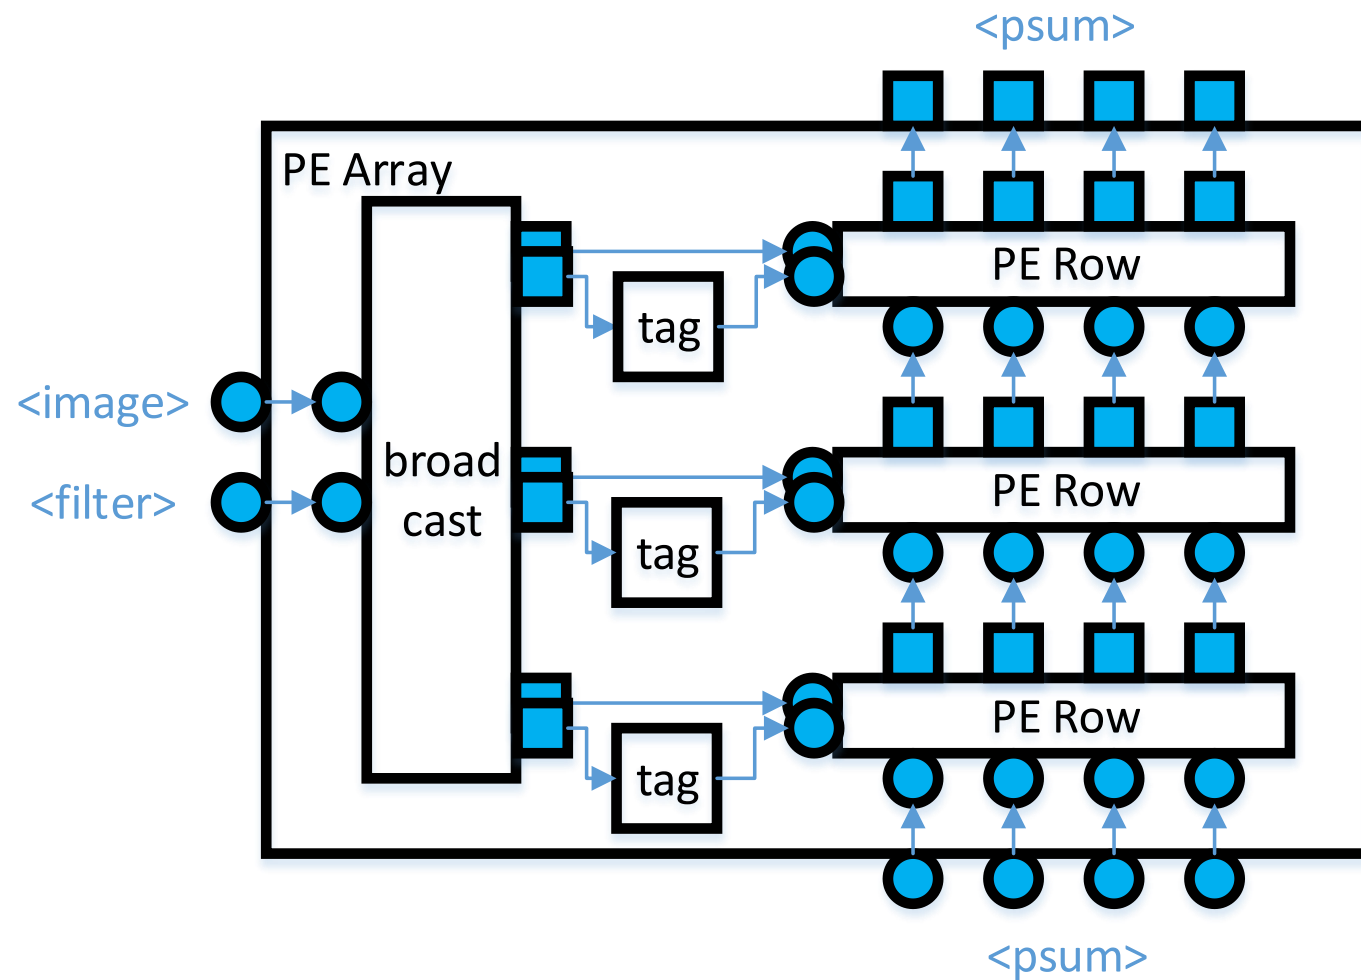 <psum>
PE Array
PE Row
tag
<image>
broad
cast
<filter>
PE Row
tag
PE Row
tag
<psum>